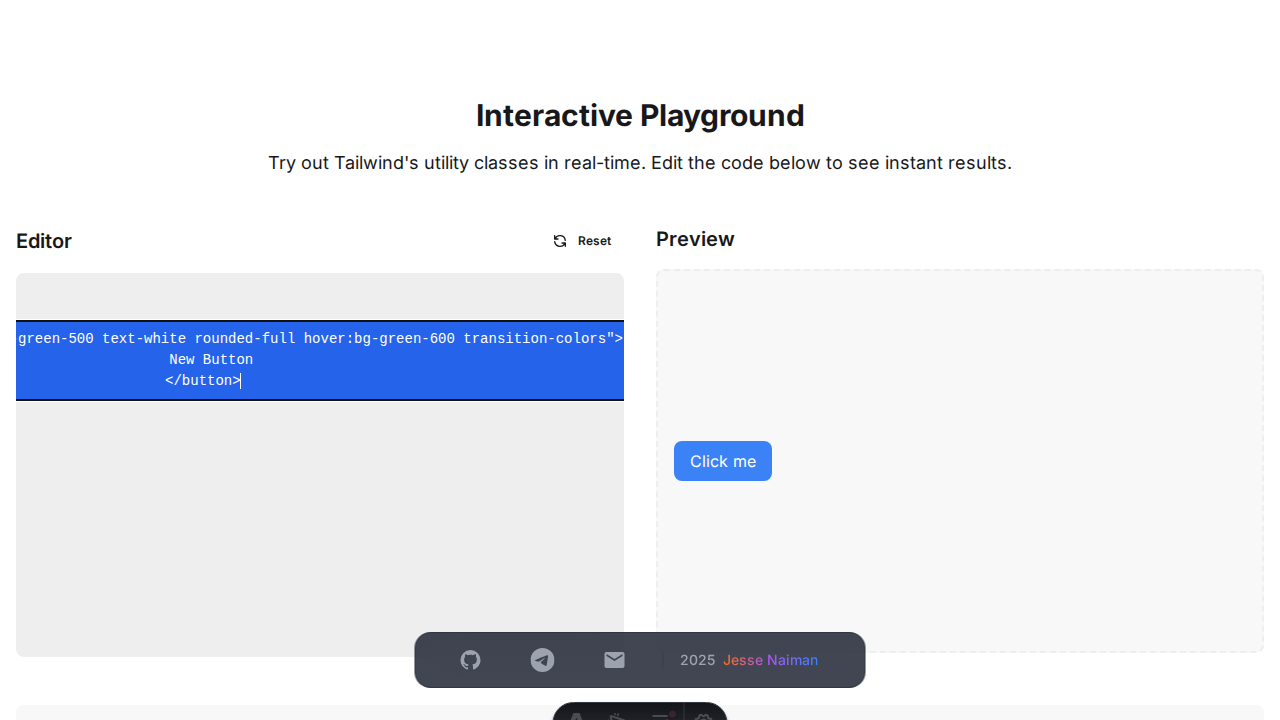 Interactive Playground
Try out Tailwind's utility classes in real-time. Edit the code below to see instant results.
Editor
Reset
green-500 text-white rounded-full hover:bg-green-600 transition-colors">
New Button
</button>
Preview
Click me
2025 Jesse Naiman